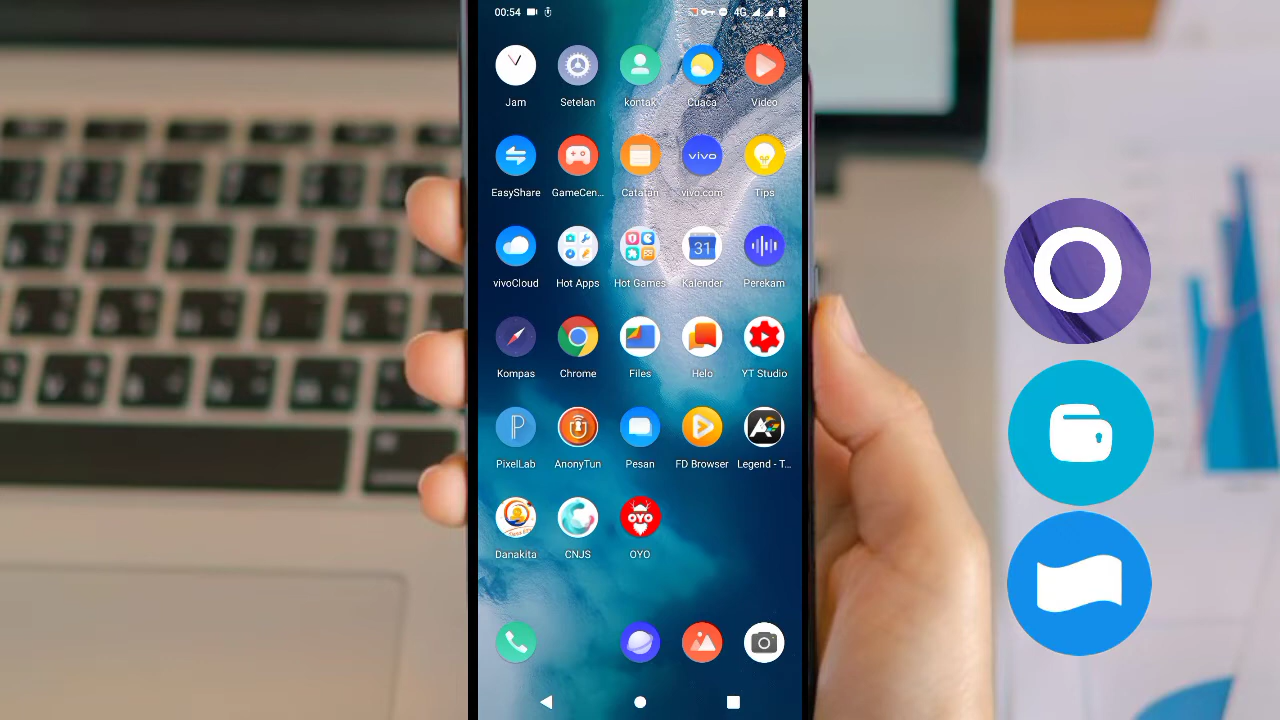 00:54 4G
Jam Setelan kontak Cuaca Video
vivo
EasyShare GameCen... Catatan vivo.com Tips
31
vivoCloud Hot Apps Hot Games Kalender Perekam
Kompas Chrome Files Helo YT Studio
P
PixelLab AnonyTun Pesan FD Browser Legend - T...
OYO
Danakita CNJS OYO